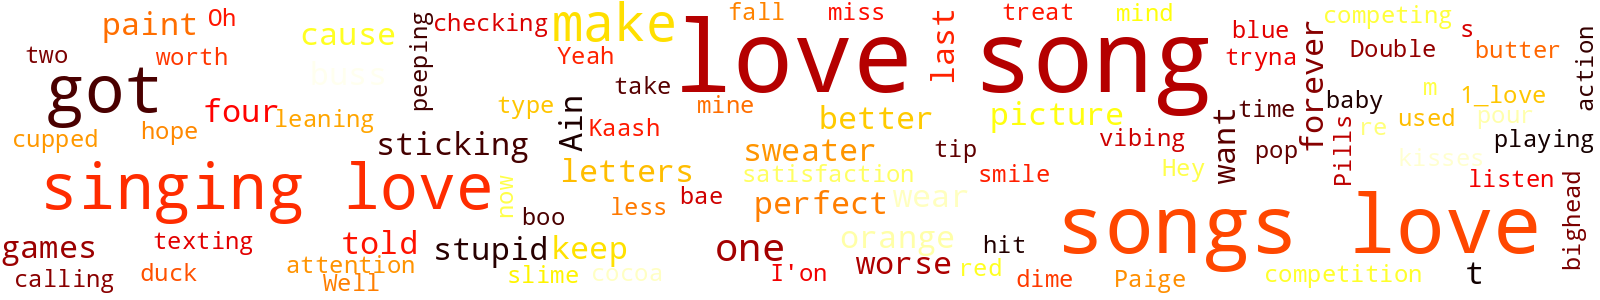 two
got
cupped
singing love
games
calling
paint
Oh
worth
four
hope
leaning
texting
duck
cause
told
attention
Well
peeping
checking
sticking
letters
now
boo
stupid
keep
slime
cocoa
make
Yeah
type
Ain
take
Kaash
less
bae
love song
fall
miss
last
treat
mind
mine
better
sweater
satisfaction
perfect
wear
one
orange
I'on
worse
tip
picture
smile
hit
red
dime
Paige
vibing
Hey
songs love
blue
tryna
want
time
pop
forever
baby
Pills
competing
s
Double
butter
1_love
m
used
pour
re
kisses
playing
action
listen
bighead
competition
t